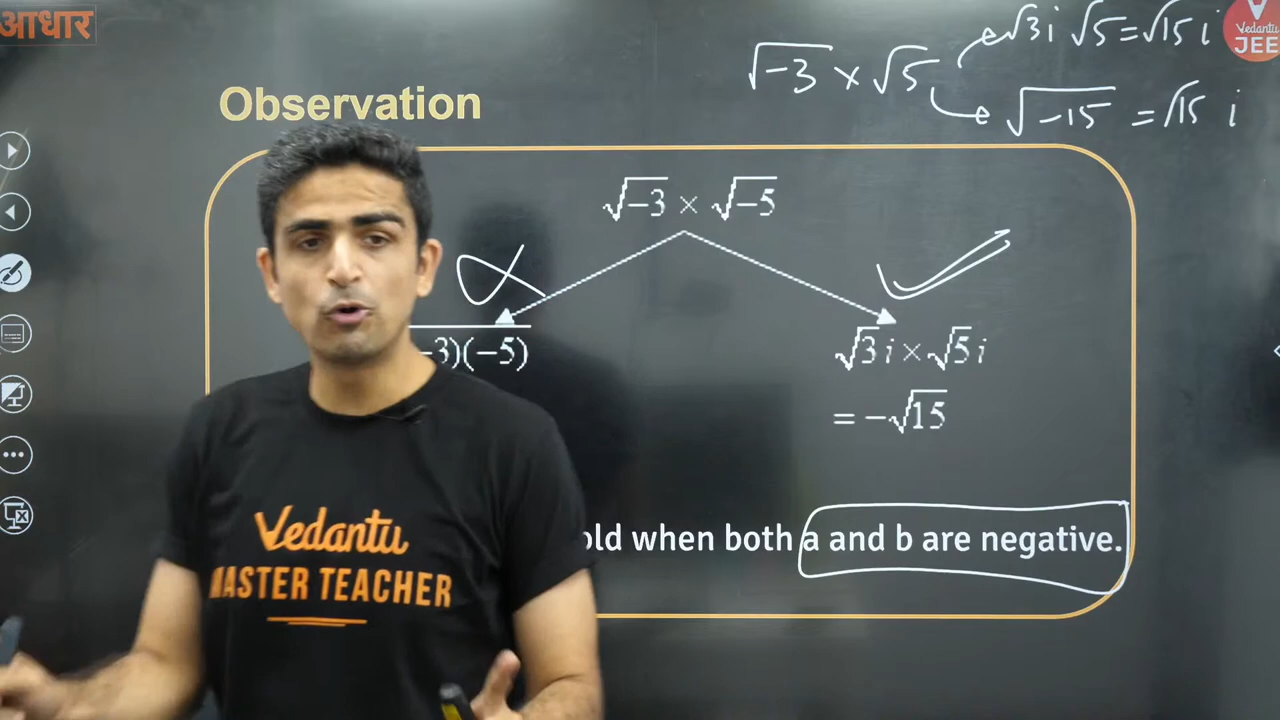 आधार
√3i √5 = √15 i
√-3 × √5
√-15 = √15 i
Vedantu
JEE
Observation
√-3 × √-5
-3)(-5)
√3 i × √5 i
= -√15
old when both a and b are negative.
Vedantu
MASTER TEACHER